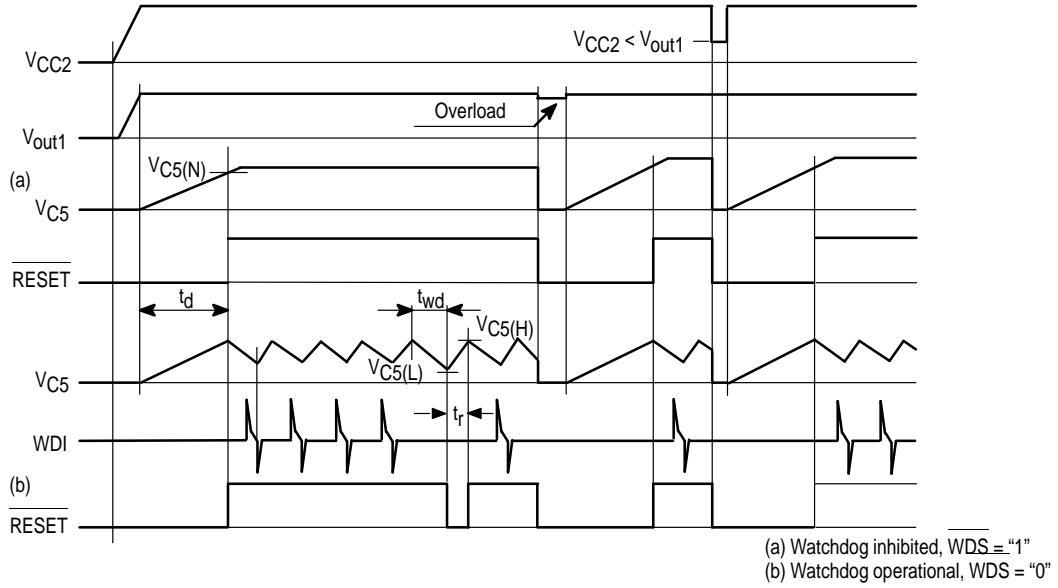 VCC2 < Vout1
VCC2
Overload
Vout1
VC5(N)
(a)
VC5
RESET
td
twd
VC5(H)
VC5(L)
VC5
tr
WDI
(b)
RESET
(a) Watchdog inhibited, WDS = “1”
(b) Watchdog operational, WDS = “0”